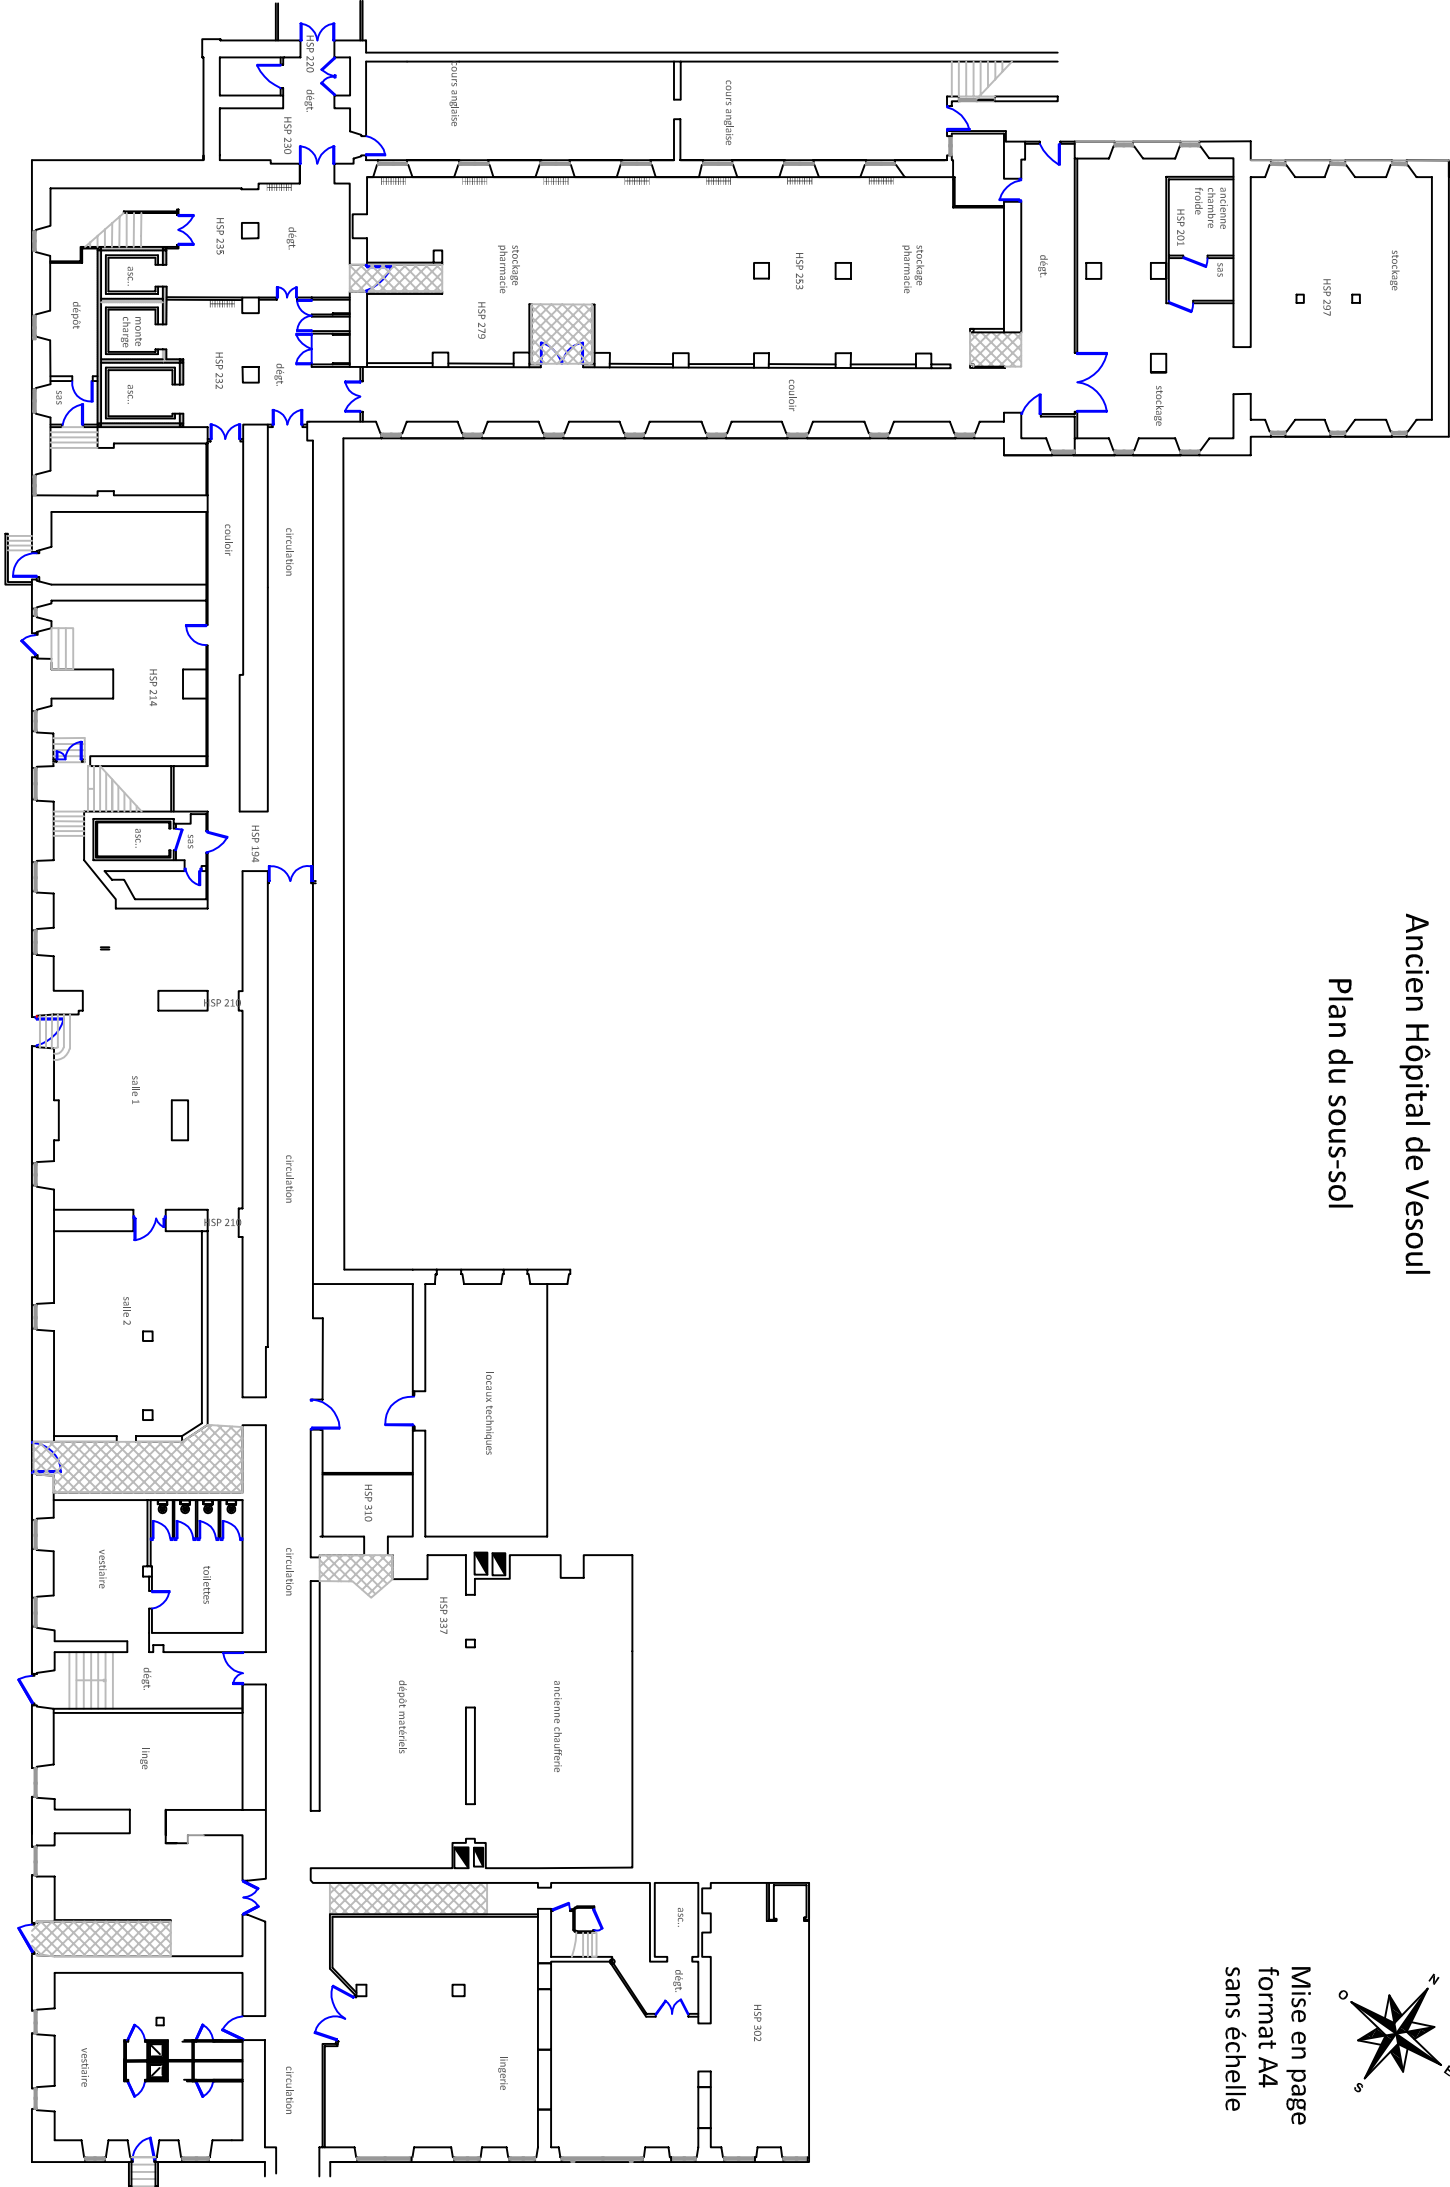 Ancien Hôpital de Vesoul
Plan du sous-sol
Mise en page
format A4
sans échelle
N
E
S
O
HSP 220
dégt.
HSP 230
cours anglaise
cours anglaise
HSP 235
dégt.
asc..
dépôt
monte
charge
HSP 232
dégt.
asc..
sas
stockage
pharmacie
HSP 279
HSP 253
stockage
pharmacie
couloir
dégt.
ancienne
chambre
froide
HSP 201
sas
stockage
HSP 297
stockage
couloir
circulation
HSP 214
asc..
sas
HSP 194
HSP 210
salle 1
circulation
HSP 210
salle 2
locaux techniques
HSP 310
vestiaire
toilettes
circulation
HSP 337
dégt.
dépôt matériels
ancienne chaufferie
linge
asc..
dégt.
HSP 302
vestiaire
circulation
lingerie